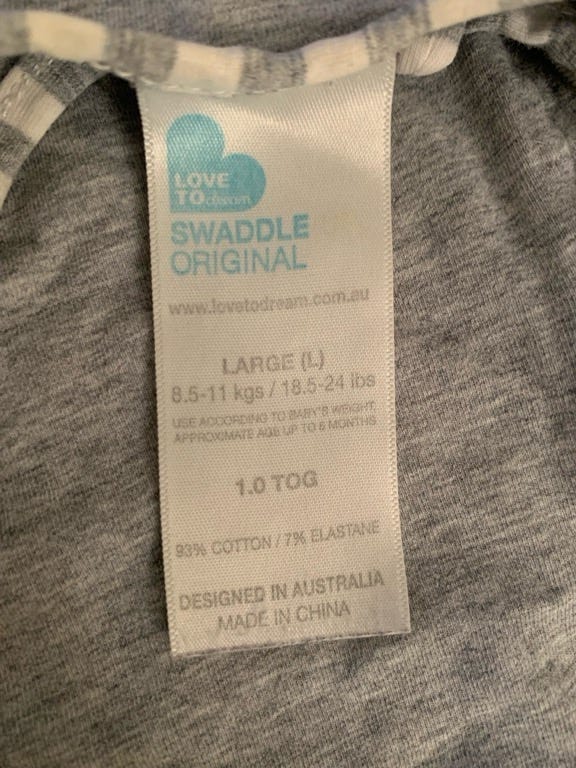 LOVE
TO dream
SWADDLE
ORIGINAL
www.lovetodream.com.au
LARGE (L)
8.5-11 kgs / 18.5-24 lbs
USE ACCORDING TO BABY'S WEIGHT.
APPROXIMATE AGE UP TO 6 MONTHS
1.0 TOG
93% COTTON / 7% ELASTANE
DESIGNED IN AUSTRALIA
MADE IN CHINA